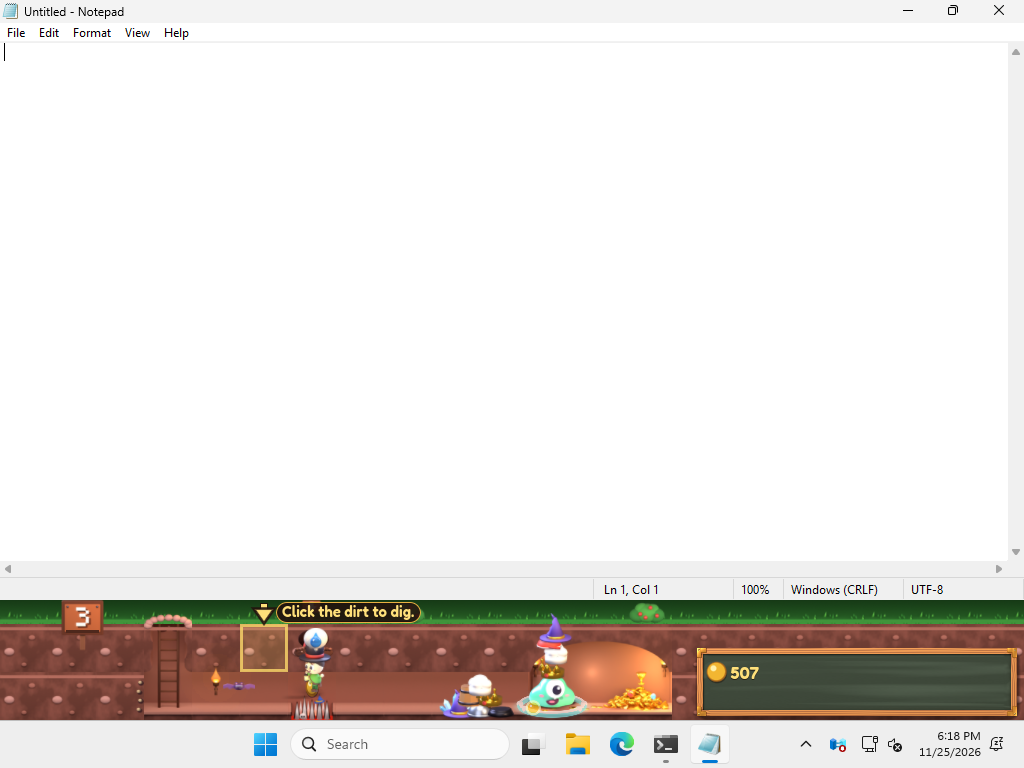 Untitled - Notepad
File Edit Format View Help
Ln 1, Col 1 100% Windows (CRLF) UTF-8
3
Click the dirt to dig.
507
Search
6:18 PM
11/25/2026